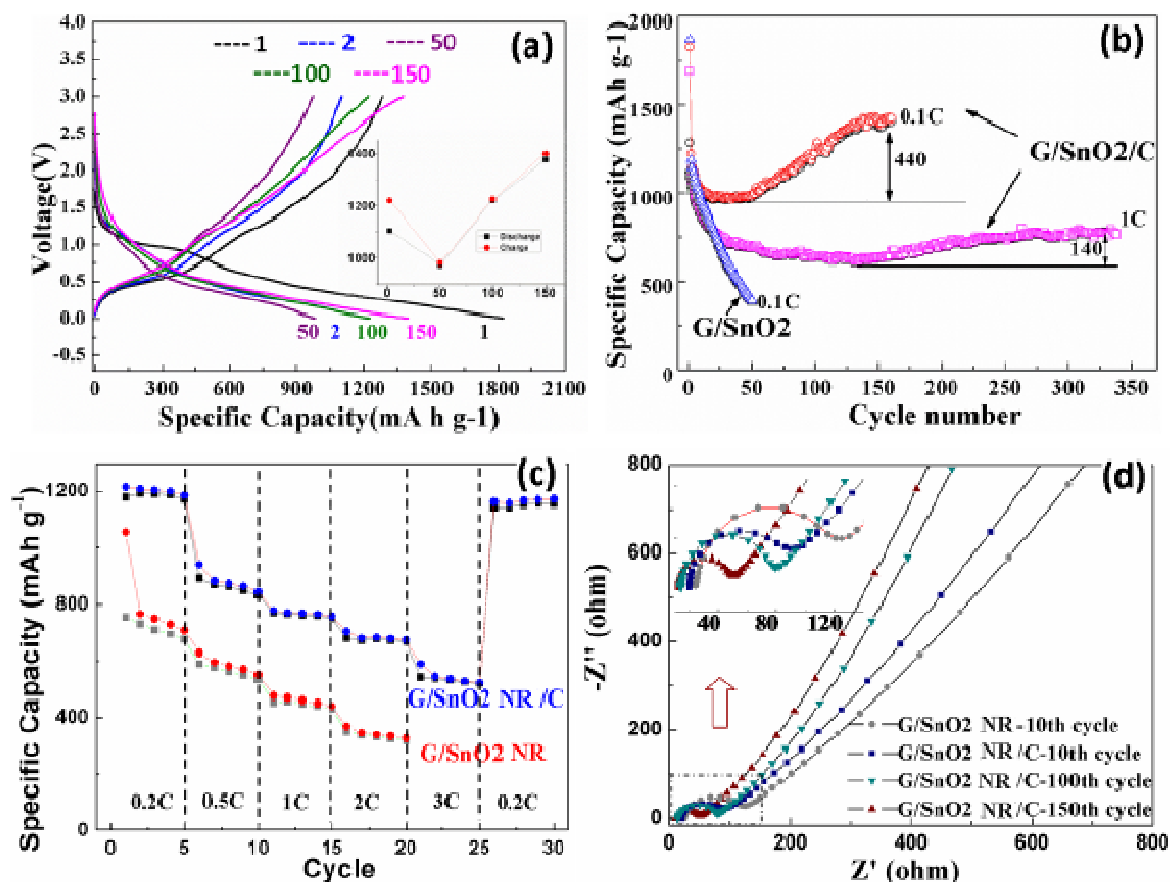 (a)
4.0
3.5
3.0
2.5
2.0
1.5
1.0
0.5
0.0
-0.5
Voltage(V)
1 2 50
100 150
1400
1200
1000
Discharge
Charge
0 50 100 150
50 2 100 150 1
0 300 600 900 1200 1500 1800 2100
Specific Capacity(mA h g-1)
(b)
2000
1500
1000
500
0
Specific Capacity (mAh g-1)
0.1C
440
G/SnO2/C
1C
140
0.1C
G/SnO2
0 50 100 150 200 250 300 350
Cycle number
(c)
1200
800
400
0
Specific Capacity (mAh g⁻¹)
G/SnO2 NR /C
G/SnO2 NR
0.2C 0.5C 1C 2C 3C 0.2C
0 5 10 15 20 25 30
Cycle
(d)
800
600
400
200
0
-Z'' (ohm)
40 80 120
G/SnO2 NR-10th cycle
G/SnO2 NR/C-10th cycle
G/SnO2 NR/C-100th cycle
G/SnO2 NR/C-150th cycle
200 400 600 800
Z' (ohm)